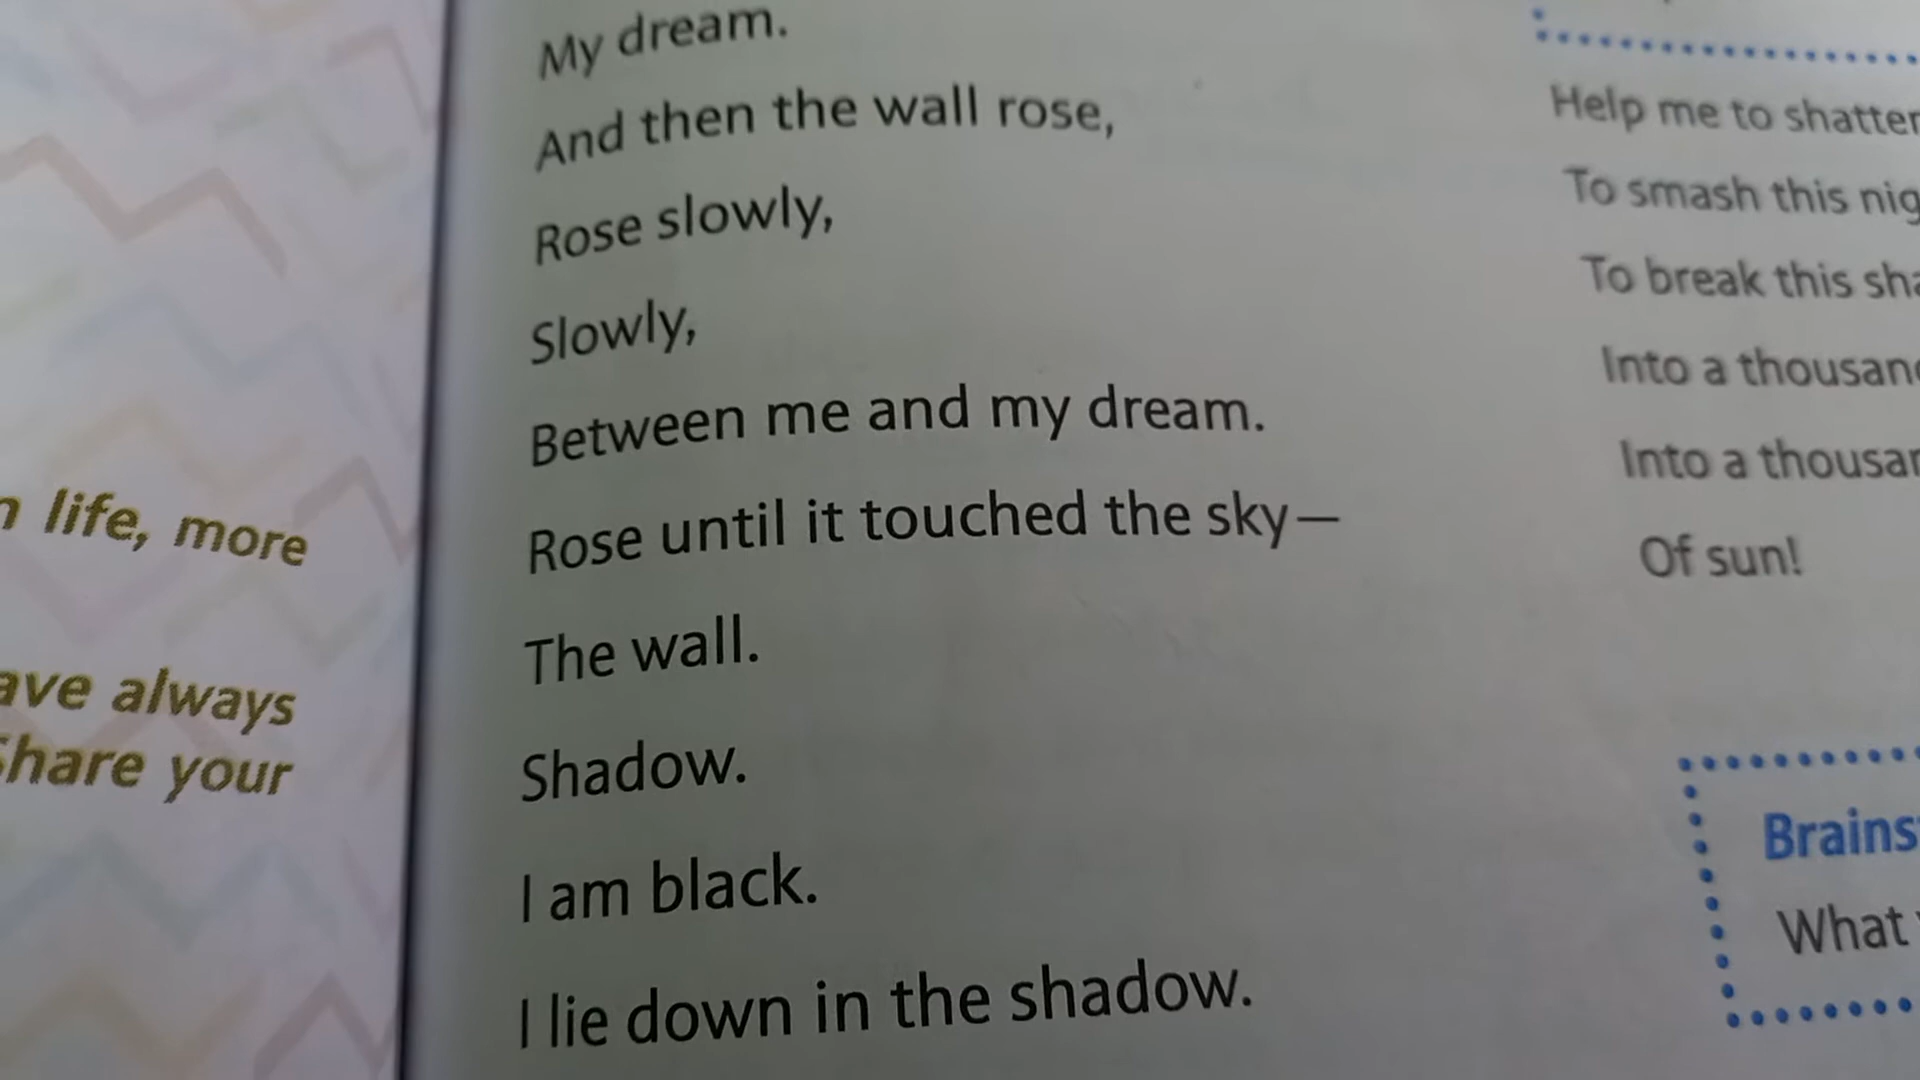 life, more
always
Share your
My dream.
And then the wall rose,
Rose slowly,
Slowly,
Between me and my dream.
Rose until it touched the sky—
The wall.
Shadow.
I am black.
I lie down in the shadow.
Help me to shatter
To smash this
To break this
Into a
Into a
Of sun!
What